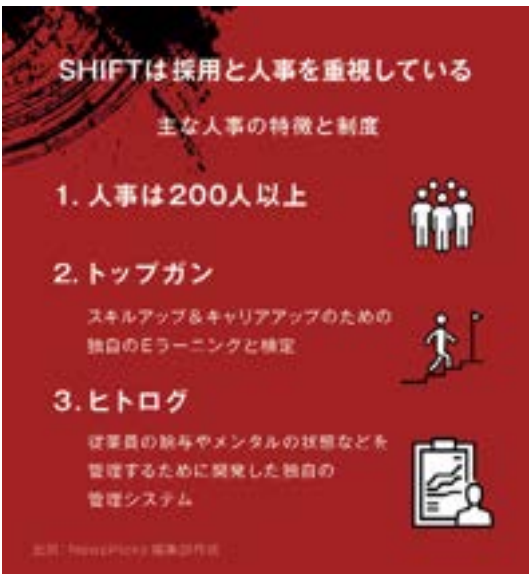 SHIFTは採用と人事を重視している
主な人事の特徴と制度
1. 人事は200人以上
2. トップガン
スキルアップ&キャリアアップのための
独自のEラーニングと検定
3. ヒトログ
従業員の給与やメンタルの状態などを
管理するために開発した独自の
管理システム
出所：NewsPicks編集部作成